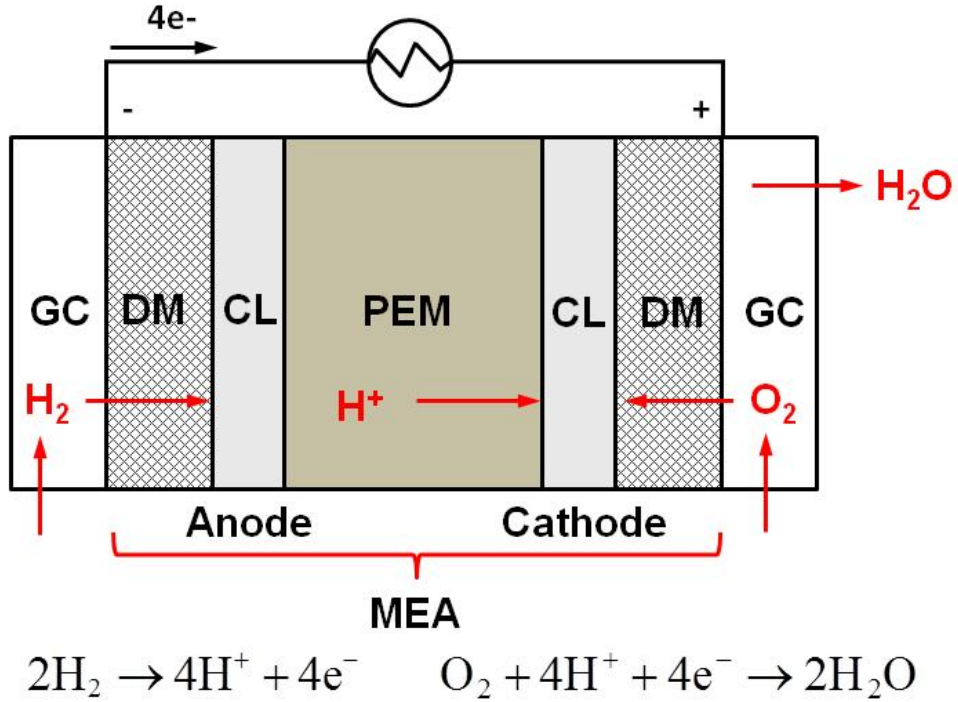 4e-
- +
H₂O
GC DM CL PEM CL DM GC
H₂ H⁺ O₂
Anode Cathode
MEA
2H₂ → 4H⁺ + 4e⁻ O₂ + 4H⁺ + 4e⁻ → 2H₂O